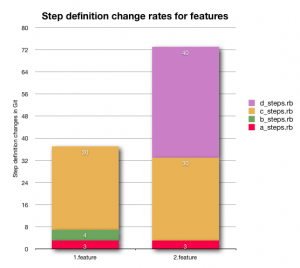 Step definition change rates for features
80
72
64
56
48
40
32
24
16
8
0
Step definition changes in Git
40
30
30
4
3
3
1.feature
2.feature
d_steps.rb
c_steps.rb
b_steps.rb
a_steps.rb